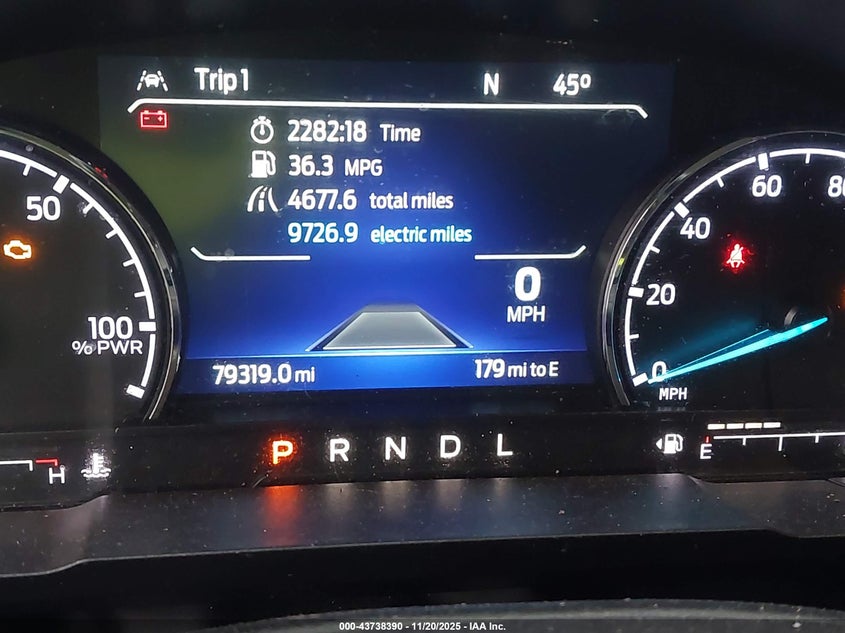 Trip 1 N 45º
2282:18 Time
36.3 MPG
4677.6 total miles
9726.9 electric miles
0
MPH
79319.0 mi 179 mi to E
50
100
% PWR
0
20
40
60
80
MPH
H
P R N D L
E
000-43738390 - 11/20/2025 - IAA Inc.